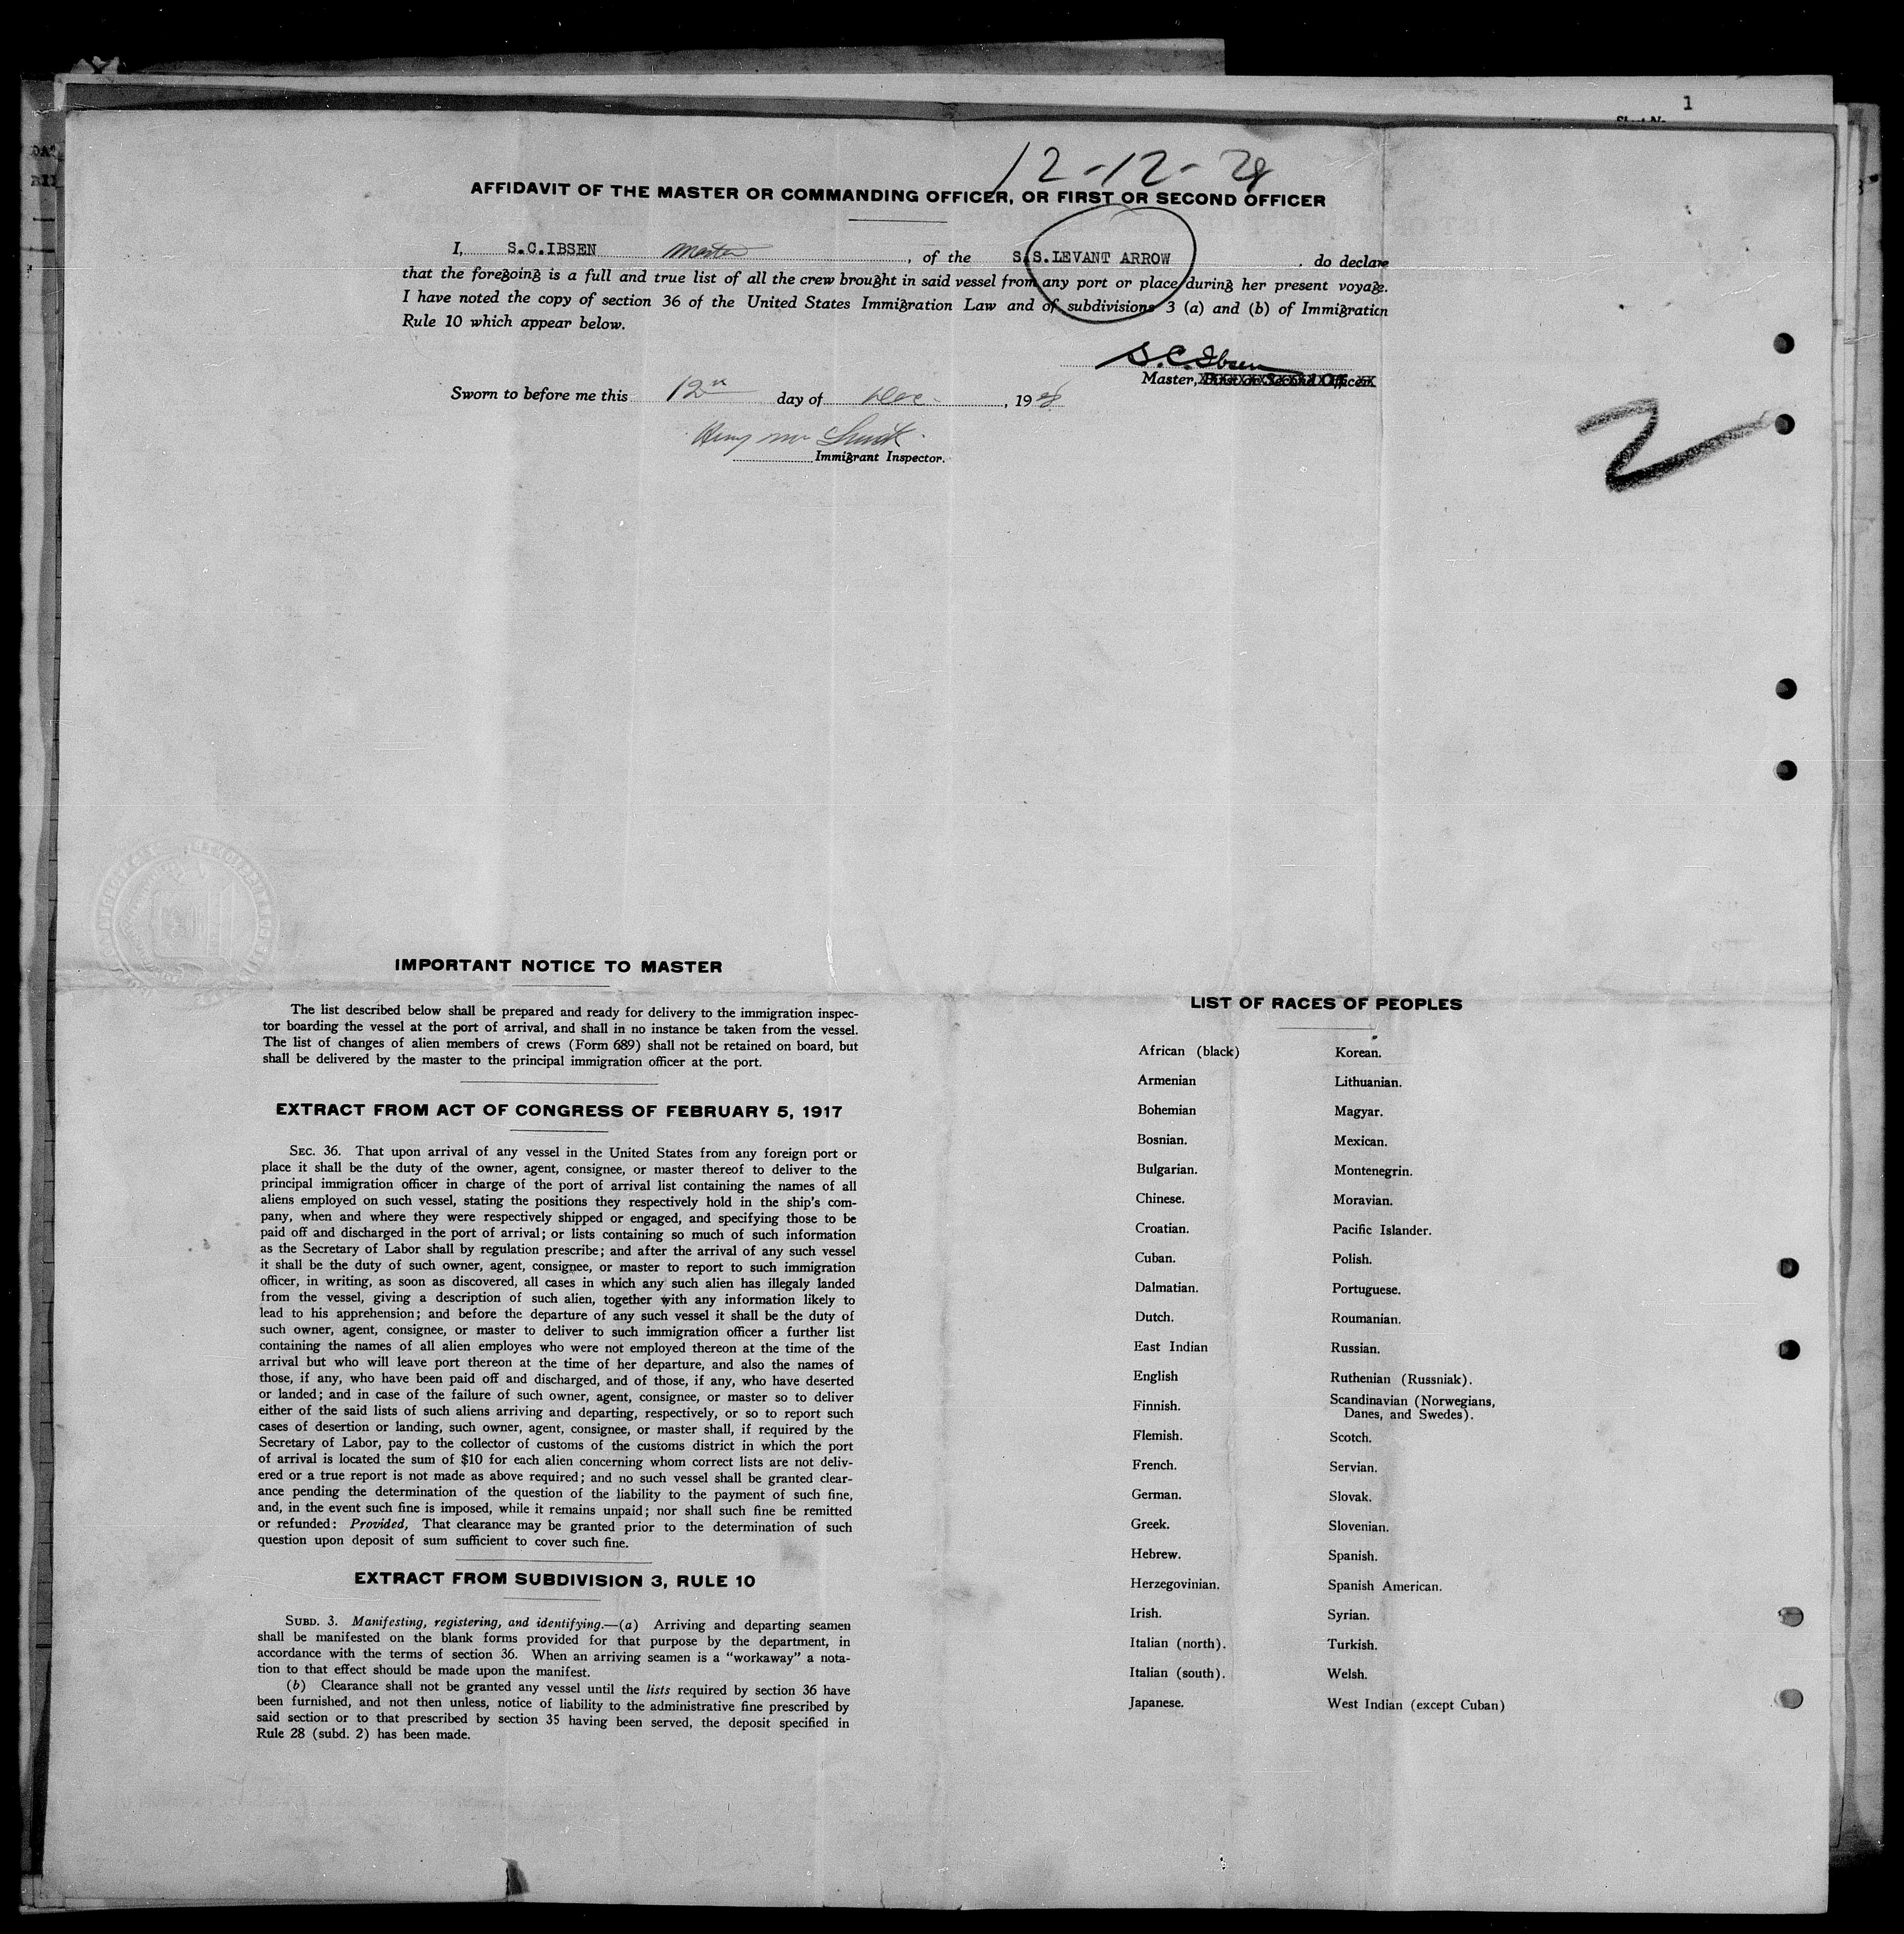 1
12-12-28
AFFIDAVIT OF THE MASTER OR COMMANDING OFFICER, OR FIRST OR SECOND OFFICER
I, S.C.IBSEN Master, of the S.S.LEVANT ARROW, do declare
that the foregoing is a full and true list of all the crew brought in said vessel from any port or place during her present voyage.
I have noted the copy of section 36 of the United States Immigration Law and of subdivisions 3 (a) and (b) of Immigration
Rule 10 which appear below.
S.C. Ibsen
Master, First or Second Officer.
Sworn to before me this 12th day of Dec. , 1928
Immigrant Inspector.
2
IMPORTANT NOTICE TO MASTER
The list described below shall be prepared and ready for delivery to the immigration inspec-
tor boarding the vessel at the port of arrival, and shall in no instance be taken from the vessel.
The list of changes of alien members of crews (Form 689) shall not be retained on board, but
shall be delivered by the master to the principal immigration officer at the port.
EXTRACT FROM ACT OF CONGRESS OF FEBRUARY 5, 1917
SEC. 36. That upon arrival of any vessel in the United States from any foreign port or
place it shall be the duty of the owner, agent, consignee, or master thereof to deliver to the
principal immigration officer in charge of the port of arrival list containing the names of all
aliens employed on such vessel, stating the positions they respectively hold in the ship's com-
pany, when and where they were respectively shipped or engaged, and specifying those to be
paid off and discharged in the port of arrival; or lists containing so much of such information
as the Secretary of Labor shall by regulation prescribe; and after the arrival of any such vessel
it shall be the duty of such owner, agent, consignee, or master to report to such immigration
officer, in writing, as soon as discovered, all cases in which any such alien has illegaly landed
from the vessel, giving a description of such alien, together with any information likely to
lead to his apprehension; and before the departure of any such vessel it shall be the duty of
such owner, agent, consignee, or master to deliver to such immigration officer a further list
containing the names of all alien employes who were not employed thereon at the time of the
arrival but who will leave port thereon at the time of her departure, and also the names of
those, if any, who have been paid off and discharged, and of those, if any, who have deserted
or landed; and in case of the failure of such owner, agent, consignee, or master so to deliver
either of the said lists of such aliens arriving and departing, respectively, or so to report such
cases of desertion or landing, such owner, agent, consignee, or master shall, if required by the
Secretary of Labor, pay to the collector of customs of the customs district in which the port
of arrival is located the sum of $10 for each alien concerning whom correct lists are not deliv-
ered or a true report is not made as above required; and no such vessel shall be granted clear-
ance pending the determination of the question of the liability to the payment of such fine,
and, in the event such fine is imposed, while it remains unpaid; nor shall such fine be remitted
or refunded: Provided, That clearance may be granted prior to the determination of such
question upon deposit of sum sufficient to cover such fine.
EXTRACT FROM SUBDIVISION 3, RULE 10
SUBD. 3. Manifesting, registering, and identifying.—(a) Arriving and departing seamen
shall be manifested on the blank forms provided for that purpose by the department, in
accordance with the terms of section 36. When an arriving seamen is a "workaway" a nota-
tion to that effect should be made upon the manifest.
(b) Clearance shall not be granted any vessel until the lists required by section 36 have
been furnished, and not then unless, notice of liability to the administrative fine prescribed by
said section or to that prescribed by section 35 having been served, the deposit specified in
Rule 28 (subd. 2) has been made.
LIST OF RACES OF PEOPLES
African (black)
Armenian
Bohemian
Bosnian.
Bulgarian.
Chinese.
Croatian.
Cuban.
Dalmatian.
Dutch.
East Indian
English
Finnish.
Flemish.
French.
German.
Greek.
Hebrew.
Herzegovinian.
Irish.
Italian (north).
Italian (south).
Japanese.
Korean.
Lithuanian.
Magyar.
Mexican.
Montenegrin.
Moravian.
Pacific Islander.
Polish.
Portuguese.
Roumanian.
Russian.
Ruthenian (Russniak).
Scandinavian (Norwegians,
Danes, and Swedes).
Scotch.
Servian.
Slovak.
Slovenian.
Spanish.
Spanish American.
Syrian.
Turkish.
Welsh.
West Indian (except Cuban)